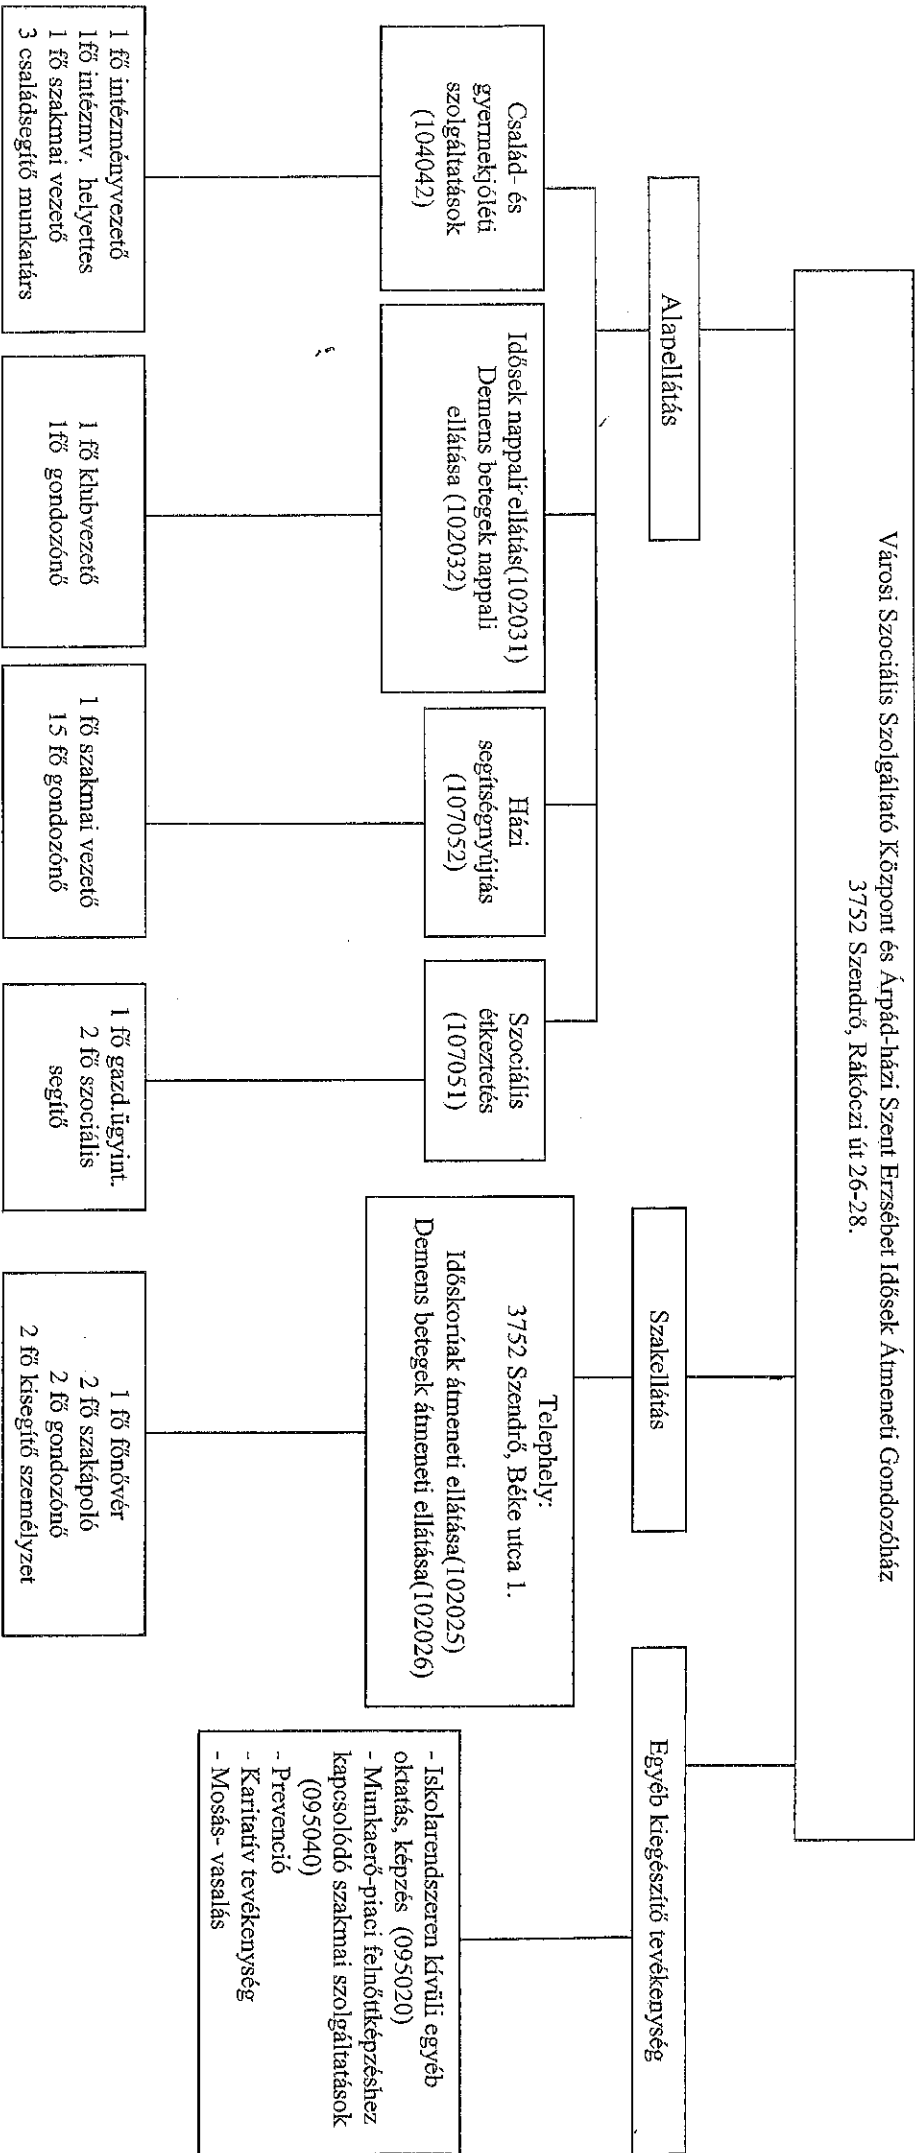 Városi Szociális Szolgáltató Központ és Árpád-házi Szent Erzsébet Idősek Átmeneti Gondozóház
3752 Szendrő, Rákóczi út 26-28.
Alapellátás
Szakellátás
Egyéb kiegészítő tevékenység
Család- és
gyermekjóléti
szolgáltatások
(104042)
Idősek nappali ellátás(102031)
Demens betegek nappali
ellátása (102032)
Házi
segítségnyújtás
(107052)
Szociális
étkeztetés
(107051)
Telephely:
3752 Szendrő, Béke utca 1.
Időskorúak átmeneti ellátása(102025)
Demens betegek átmeneti ellátása(102026)
- Iskolarendszeren kívüli egyéb
oktatás, képzés (095020)
- Munkaerő-piaci felnőttképzéshez
kapcsolódó szakmai szolgáltatások
(095040)
- Prevenció
- Karitatív tevékenység
- Mosás- vasalás
1 fő intézményvezető
1fő intézmv. helyettes
1 fő szakmai vezető
3 családsegítő munkatárs
1 fő klubvezető
1fő gondozónő
1 fő szakmai vezető
15 fő gondozónő
1 fő gazd.ügyint.
2 fő szociális
segítő
1 fő főnővér
2 fő szakápoló
2 fő gondozónő
2 fő kisegítő személyzet